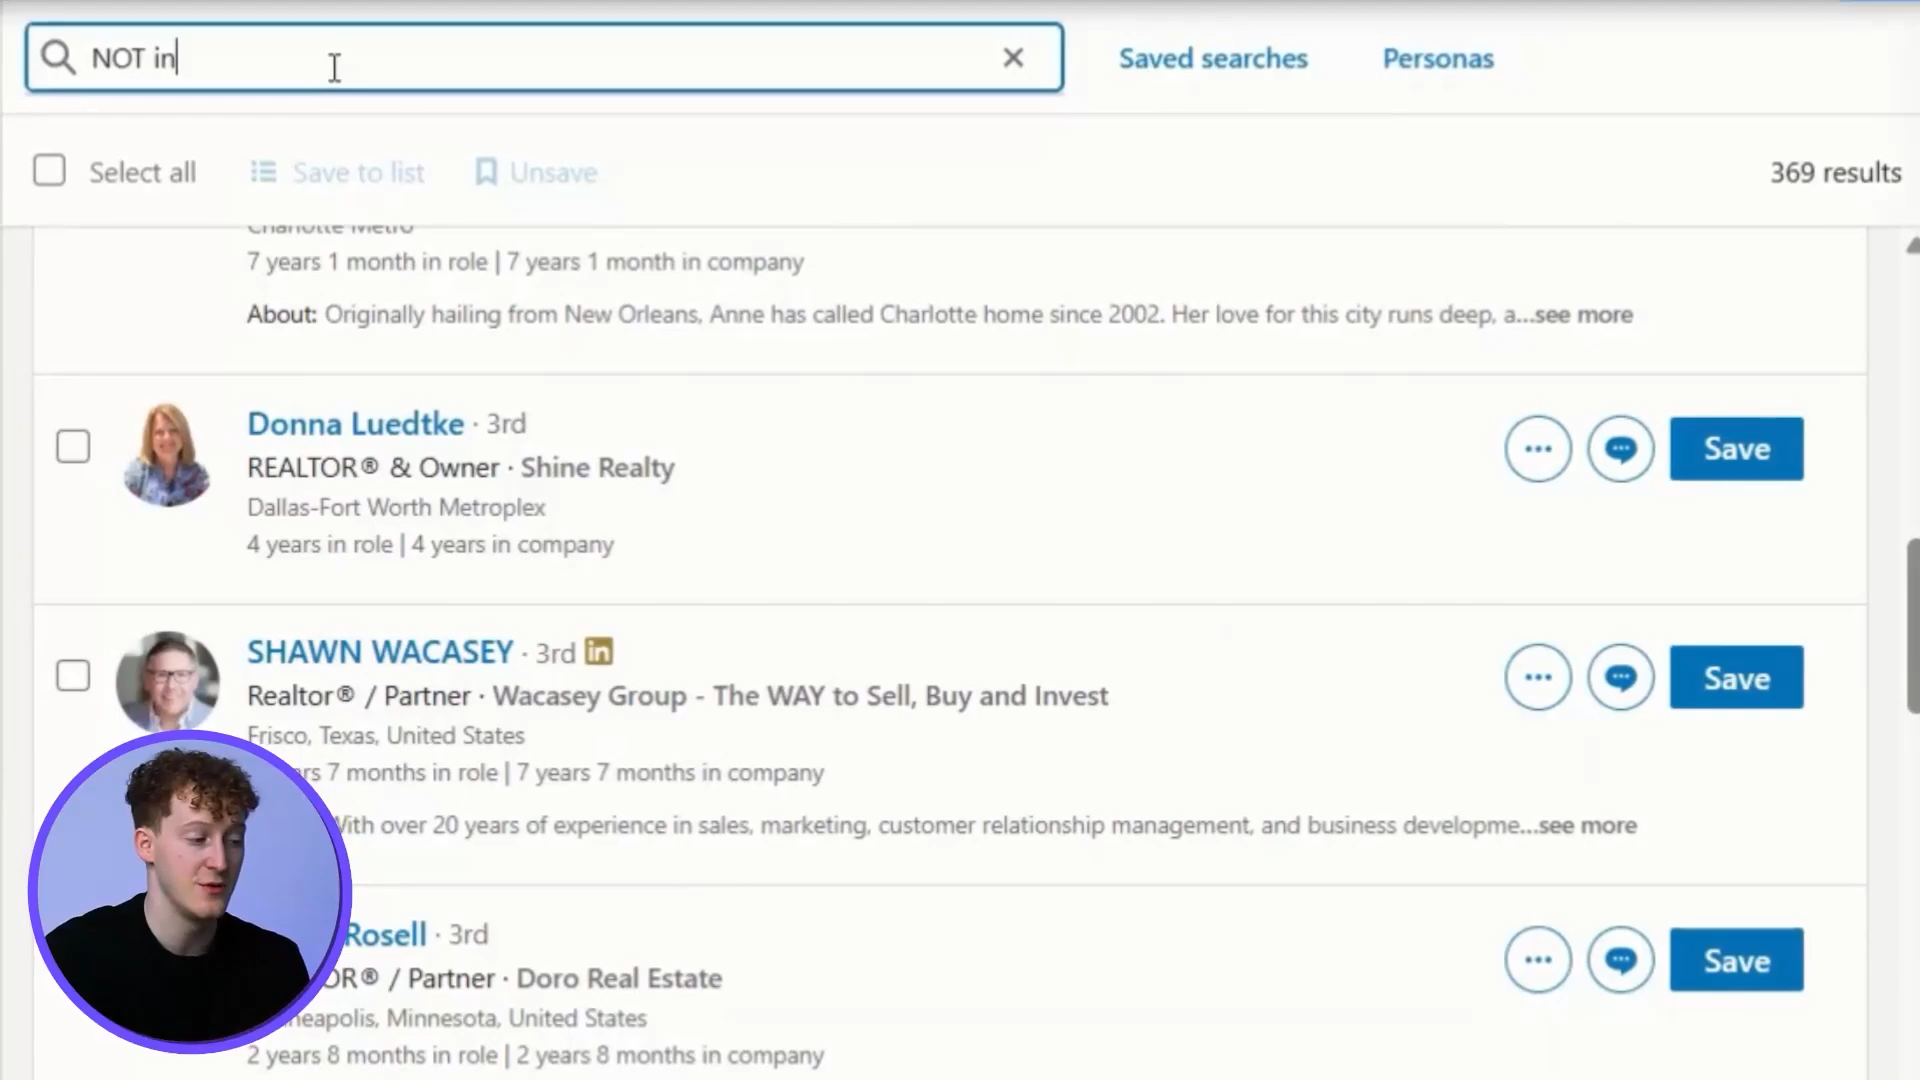 NOT in
Saved searches
Personas
Select all
Save to list
Unsave
369 results
Charlotte Metro
7 years 1 month in role | 7 years 1 month in company
About: Originally hailing from New Orleans, Anne has called Charlotte home since 2002. Her love for this city runs deep, a...see more
Donna Luedtke · 3rd
REALTOR® & Owner · Shine Realty
Dallas-Fort Worth Metroplex
4 years in role | 4 years in company
...
Save
SHAWN WACASEY · 3rd in
Realtor® / Partner · Wacasey Group - The WAY to Sell, Buy and Invest
Frisco, Texas, United States
rs 7 months in role | 7 years 7 months in company
With over 20 years of experience in sales, marketing, customer relationship management, and business developme...see more
...
Save
Rosell · 3rd
OR® / Partner · Doro Real Estate
neapolis, Minnesota, United States
2 years 8 months in role | 2 years 8 months in company
...
Save